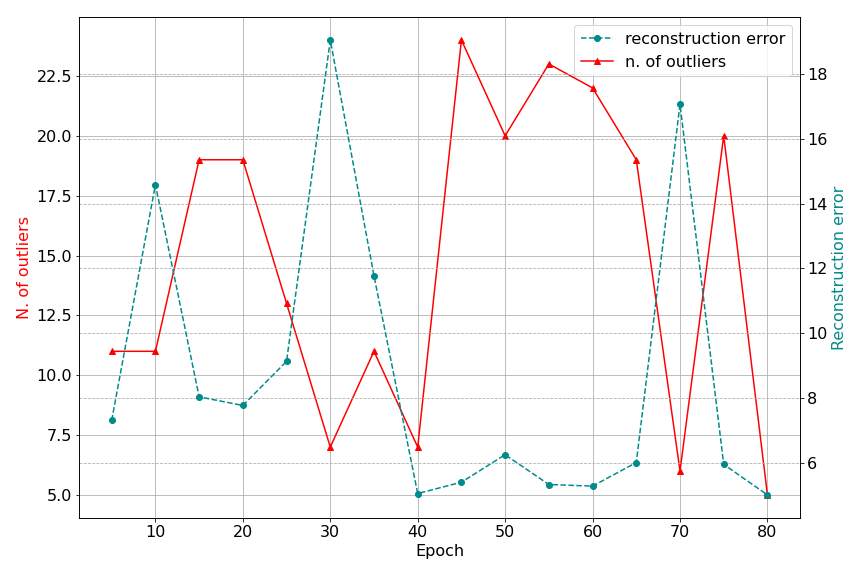 reconstruction error
n. of outliers
22.5
20.0
17.5
15.0
12.5
10.0
7.5
5.0
N. of outliers
18
16
14
12
10
8
6
Reconstruction error
10 20 30 40 50 60 70 80
Epoch